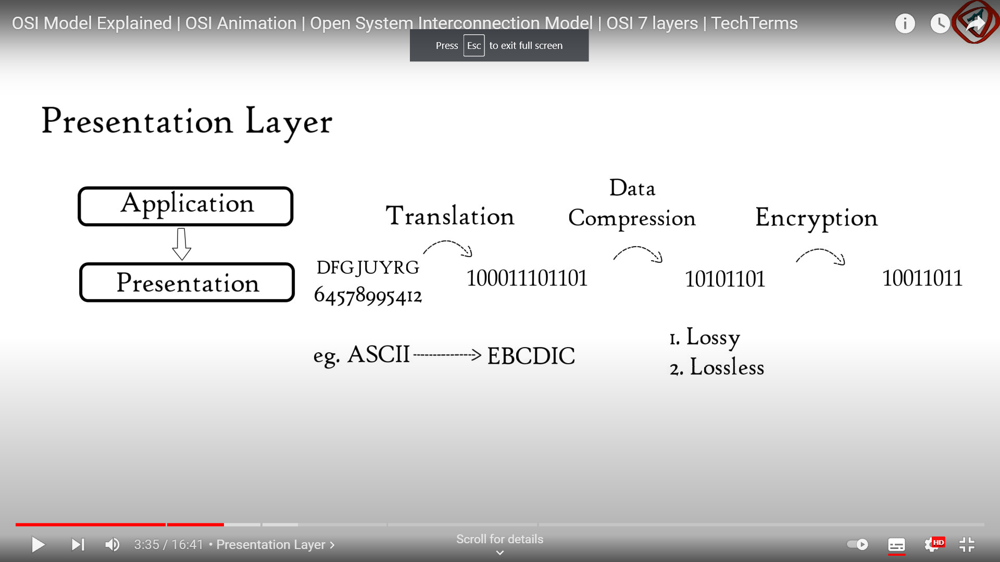 OSI Model Explained | OSI Animation | Open System Interconnection Model | OSI 7 layers | TechTerms
Press Esc to exit full screen
Presentation Layer
Application
Presentation
Translation
Data
Compression
Encryption
DFGJUYRG
64578995412
100011101101
10101101
10011011
eg. ASCII EBCDIC
1. Lossy
2. Lossless
Scroll for details
3:35 / 16:41 • Presentation Layer
HD